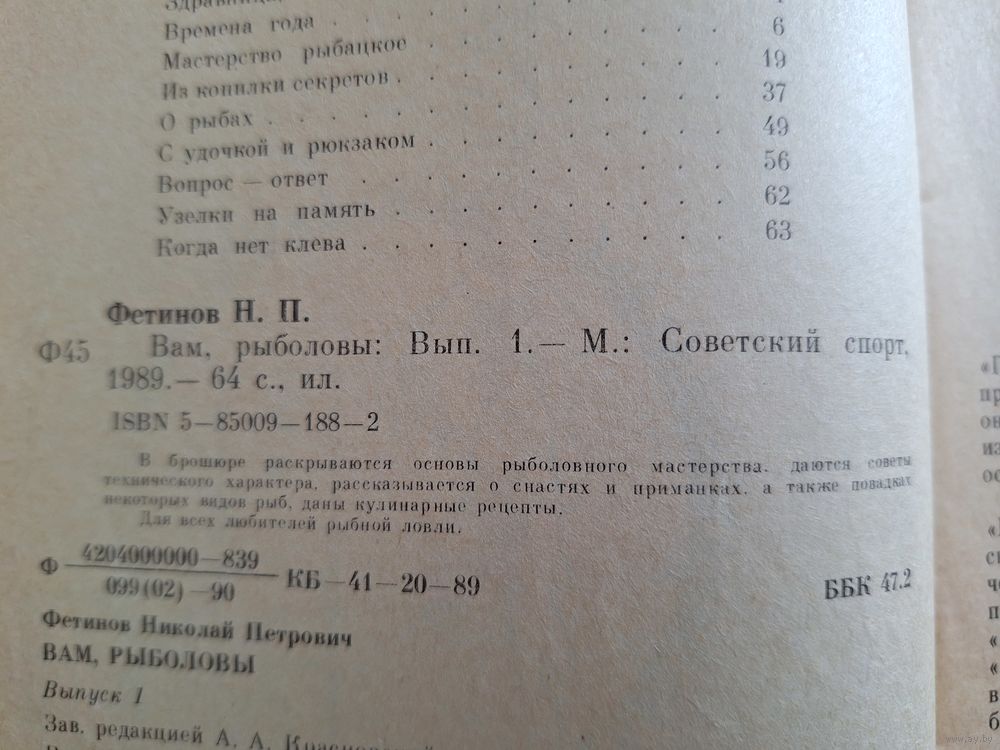 Времена года . . . . . . . . . 6
Мастерство рыбацкое . . . . . . . 19
Из копилки секретов . . . . . . . 37
О рыбах . . . . . . . . . . . 49
С удочкой и рюкзаком . . . . . . . 56
Вопрос — ответ . . . . . . . . . 62
Узелки на память . . . . . . . . 63
Когда нет клева . . . . . . . . .
Фетинов Н. П.
Ф45 Вам, рыболовы: Вып. 1.— М.: Советский спорт,
1989.— 64 с., ил.
ISBN 5—85009—188—2
В брошюре раскрываются основы рыболовного мастерства, даются советы
технического характера, рассказывается о снастях и приманках, а также повадках
некоторых видов рыб, даны кулинарные рецепты.
Для всех любителей рыбной ловли.
Ф 4204000000—839
099(02)—90 КБ—41—20—89 ББК 47.2
Фетинов Николай Петрович
ВАМ, РЫБОЛОВЫ
Выпуск 1
Зав. редакцией А. А.
www.ay.by